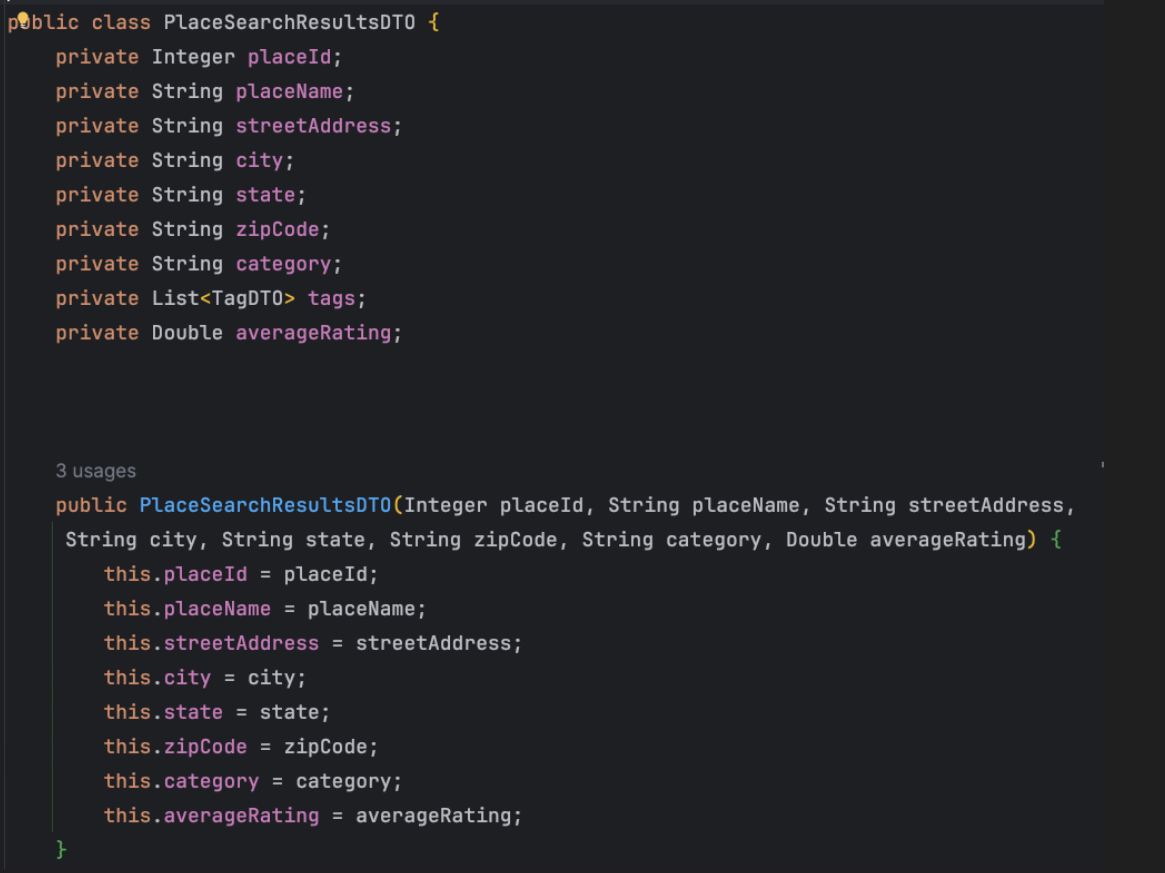 public class PlaceSearchResultsDTO {
private Integer placeId;
private String placeName;
private String streetAddress;
private String city;
private String state;
private String zipCode;
private String category;
private List<TagDTO> tags;
private Double averageRating;
3 usages
public PlaceSearchResultsDTO(Integer placeId, String placeName, String streetAddress,
String city, String state, String zipCode, String category, Double averageRating) {
this.placeId = placeId;
this.placeName = placeName;
this.streetAddress = streetAddress;
this.city = city;
this.state = state;
this.zipCode = zipCode;
this.category = category;
this.averageRating = averageRating;
}